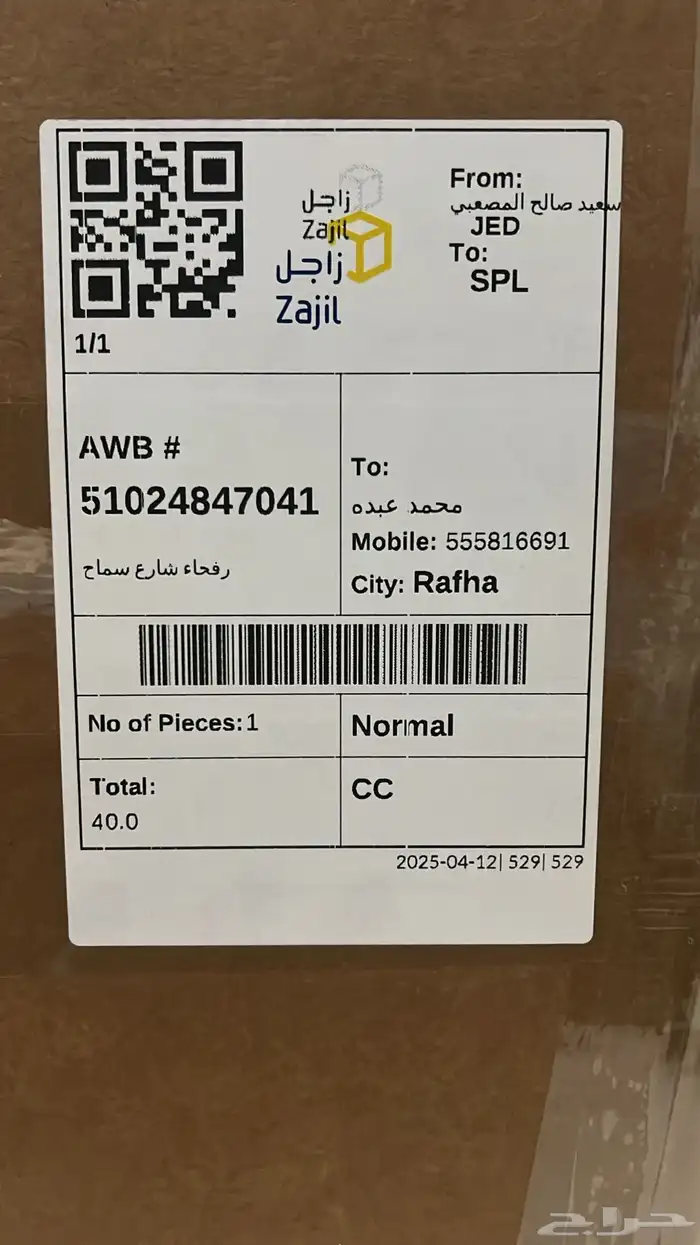 زاجل
Zajil
زاجل
Zajil
From:
سعيد صالح المصعبي
JED
To:
SPL
1/1
AWB #
51024847041
رفحاء شارع سماح
To:
محمد عبده
Mobile: 555816691
City: Rafha
No of Pieces:1
Normal
Total:
40.0
CC
2025-04-12| 529| 529
حراج